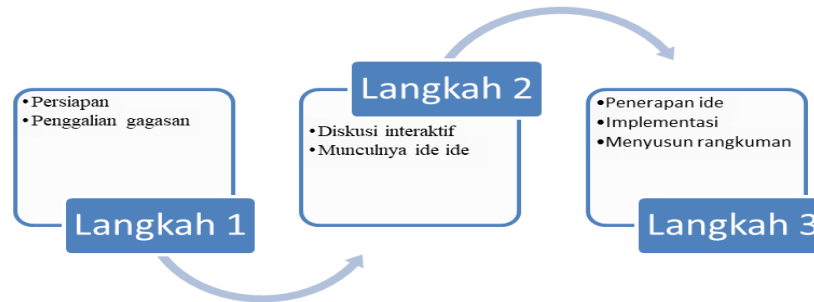 •Persiapan
•Penggalian gagasan
Langkah 1
Langkah 2
•Diskusi interaktif
•Munculnya ide ide
•Penerapan ide
•Implementasi
•Menyusun rangkuman
Langkah 3